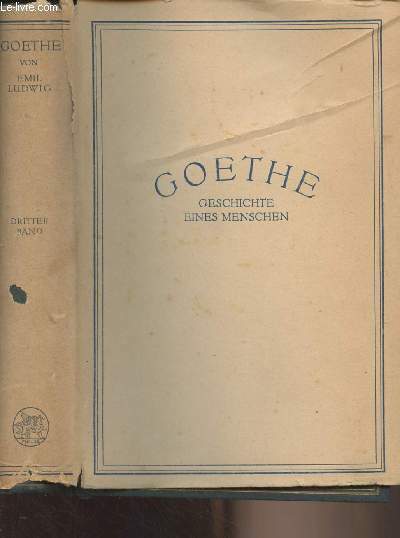 © Le-livre.com
GOETHE
VON
EMIL
LUDWIG
DRITTER
BAND
GOETHE
GESCHICHTE
EINES MENSCHEN